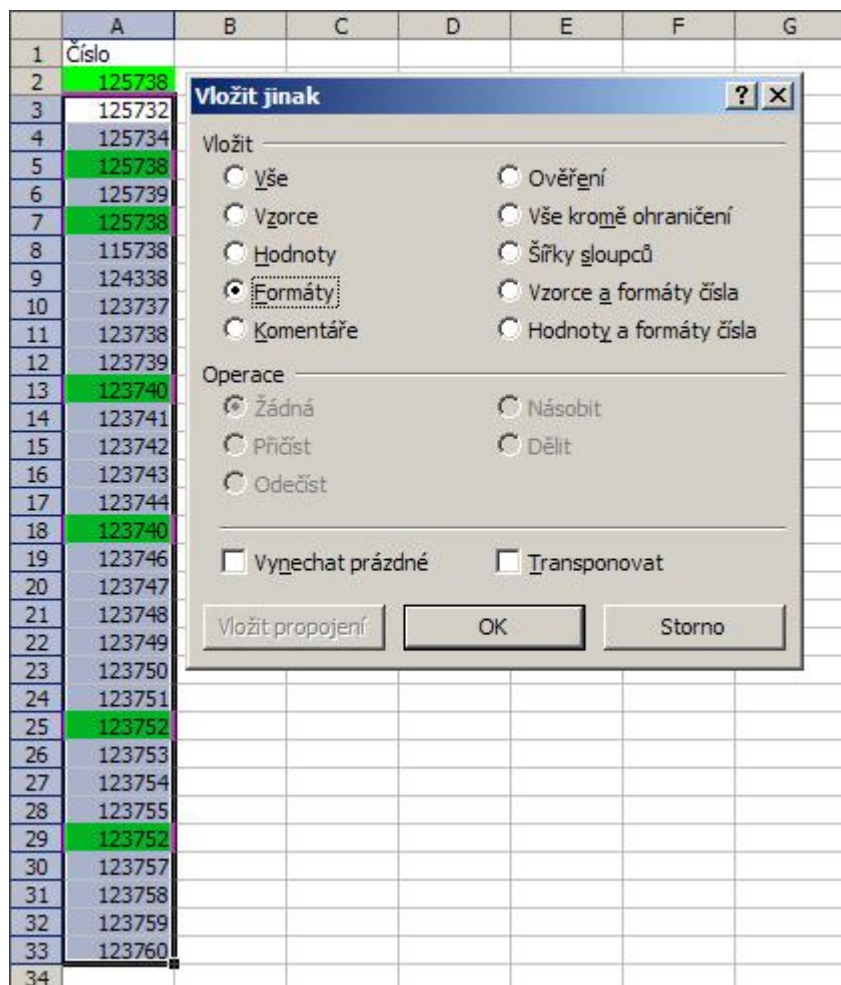 A B C D E F G
1 Číslo
2 125738
3 125732
4 125734
5 125738
6 125739
7 125738
8 115738
9 124338
10 123737
11 123738
12 123739
13 123740
14 123741
15 123742
16 123743
17 123744
18 123740
19 123746
20 123747
21 123748
22 123749
23 123750
24 123751
25 123752
26 123753
27 123754
28 123755
29 123752
30 123757
31 123758
32 123759
33 123760
34
Vložit jinak
Vložit
Vše Ověření
Vzorce Vše kromě ohraničení
Hodnoty Šířky sloupců
Formáty Vzorce a formáty čísla
Komentáře Hodnoty a formáty čísla
Operace
Žádná Násobit
Přičíst Dělit
Odečíst
Vynechat prázdné Transponovat
Vložit propojení OK Storno